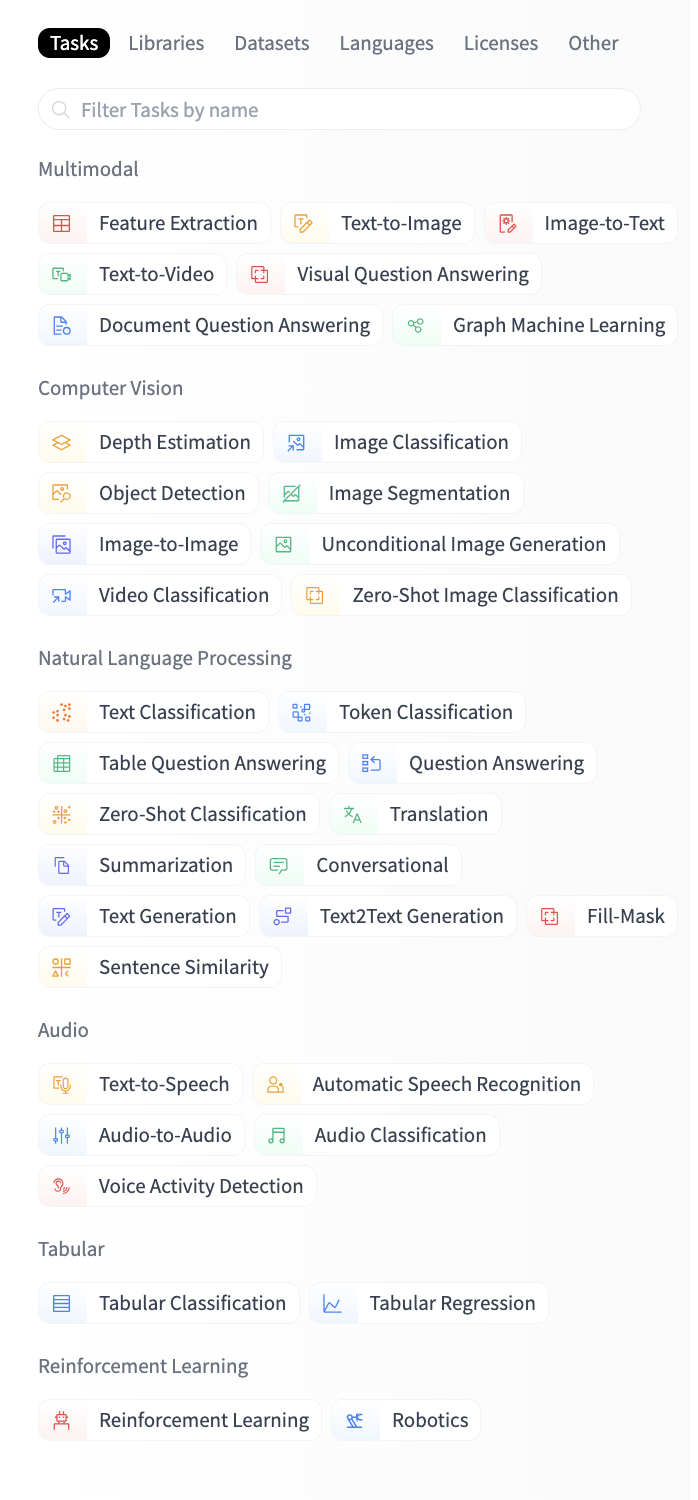 Tasks Libraries Datasets Languages Licenses Other
Filter Tasks by name
Multimodal
Feature Extraction Text-to-Image Image-to-Text
Text-to-Video Visual Question Answering
Document Question Answering Graph Machine Learning
Computer Vision
Depth Estimation Image Classification
Object Detection Image Segmentation
Image-to-Image Unconditional Image Generation
Video Classification Zero-Shot Image Classification
Natural Language Processing
Text Classification Token Classification
Table Question Answering Question Answering
Zero-Shot Classification Translation
Summarization Conversational
Text Generation Text2Text Generation Fill-Mask
Sentence Similarity
Audio
Text-to-Speech Automatic Speech Recognition
Audio-to-Audio Audio Classification
Voice Activity Detection
Tabular
Tabular Classification Tabular Regression
Reinforcement Learning
Reinforcement Learning Robotics